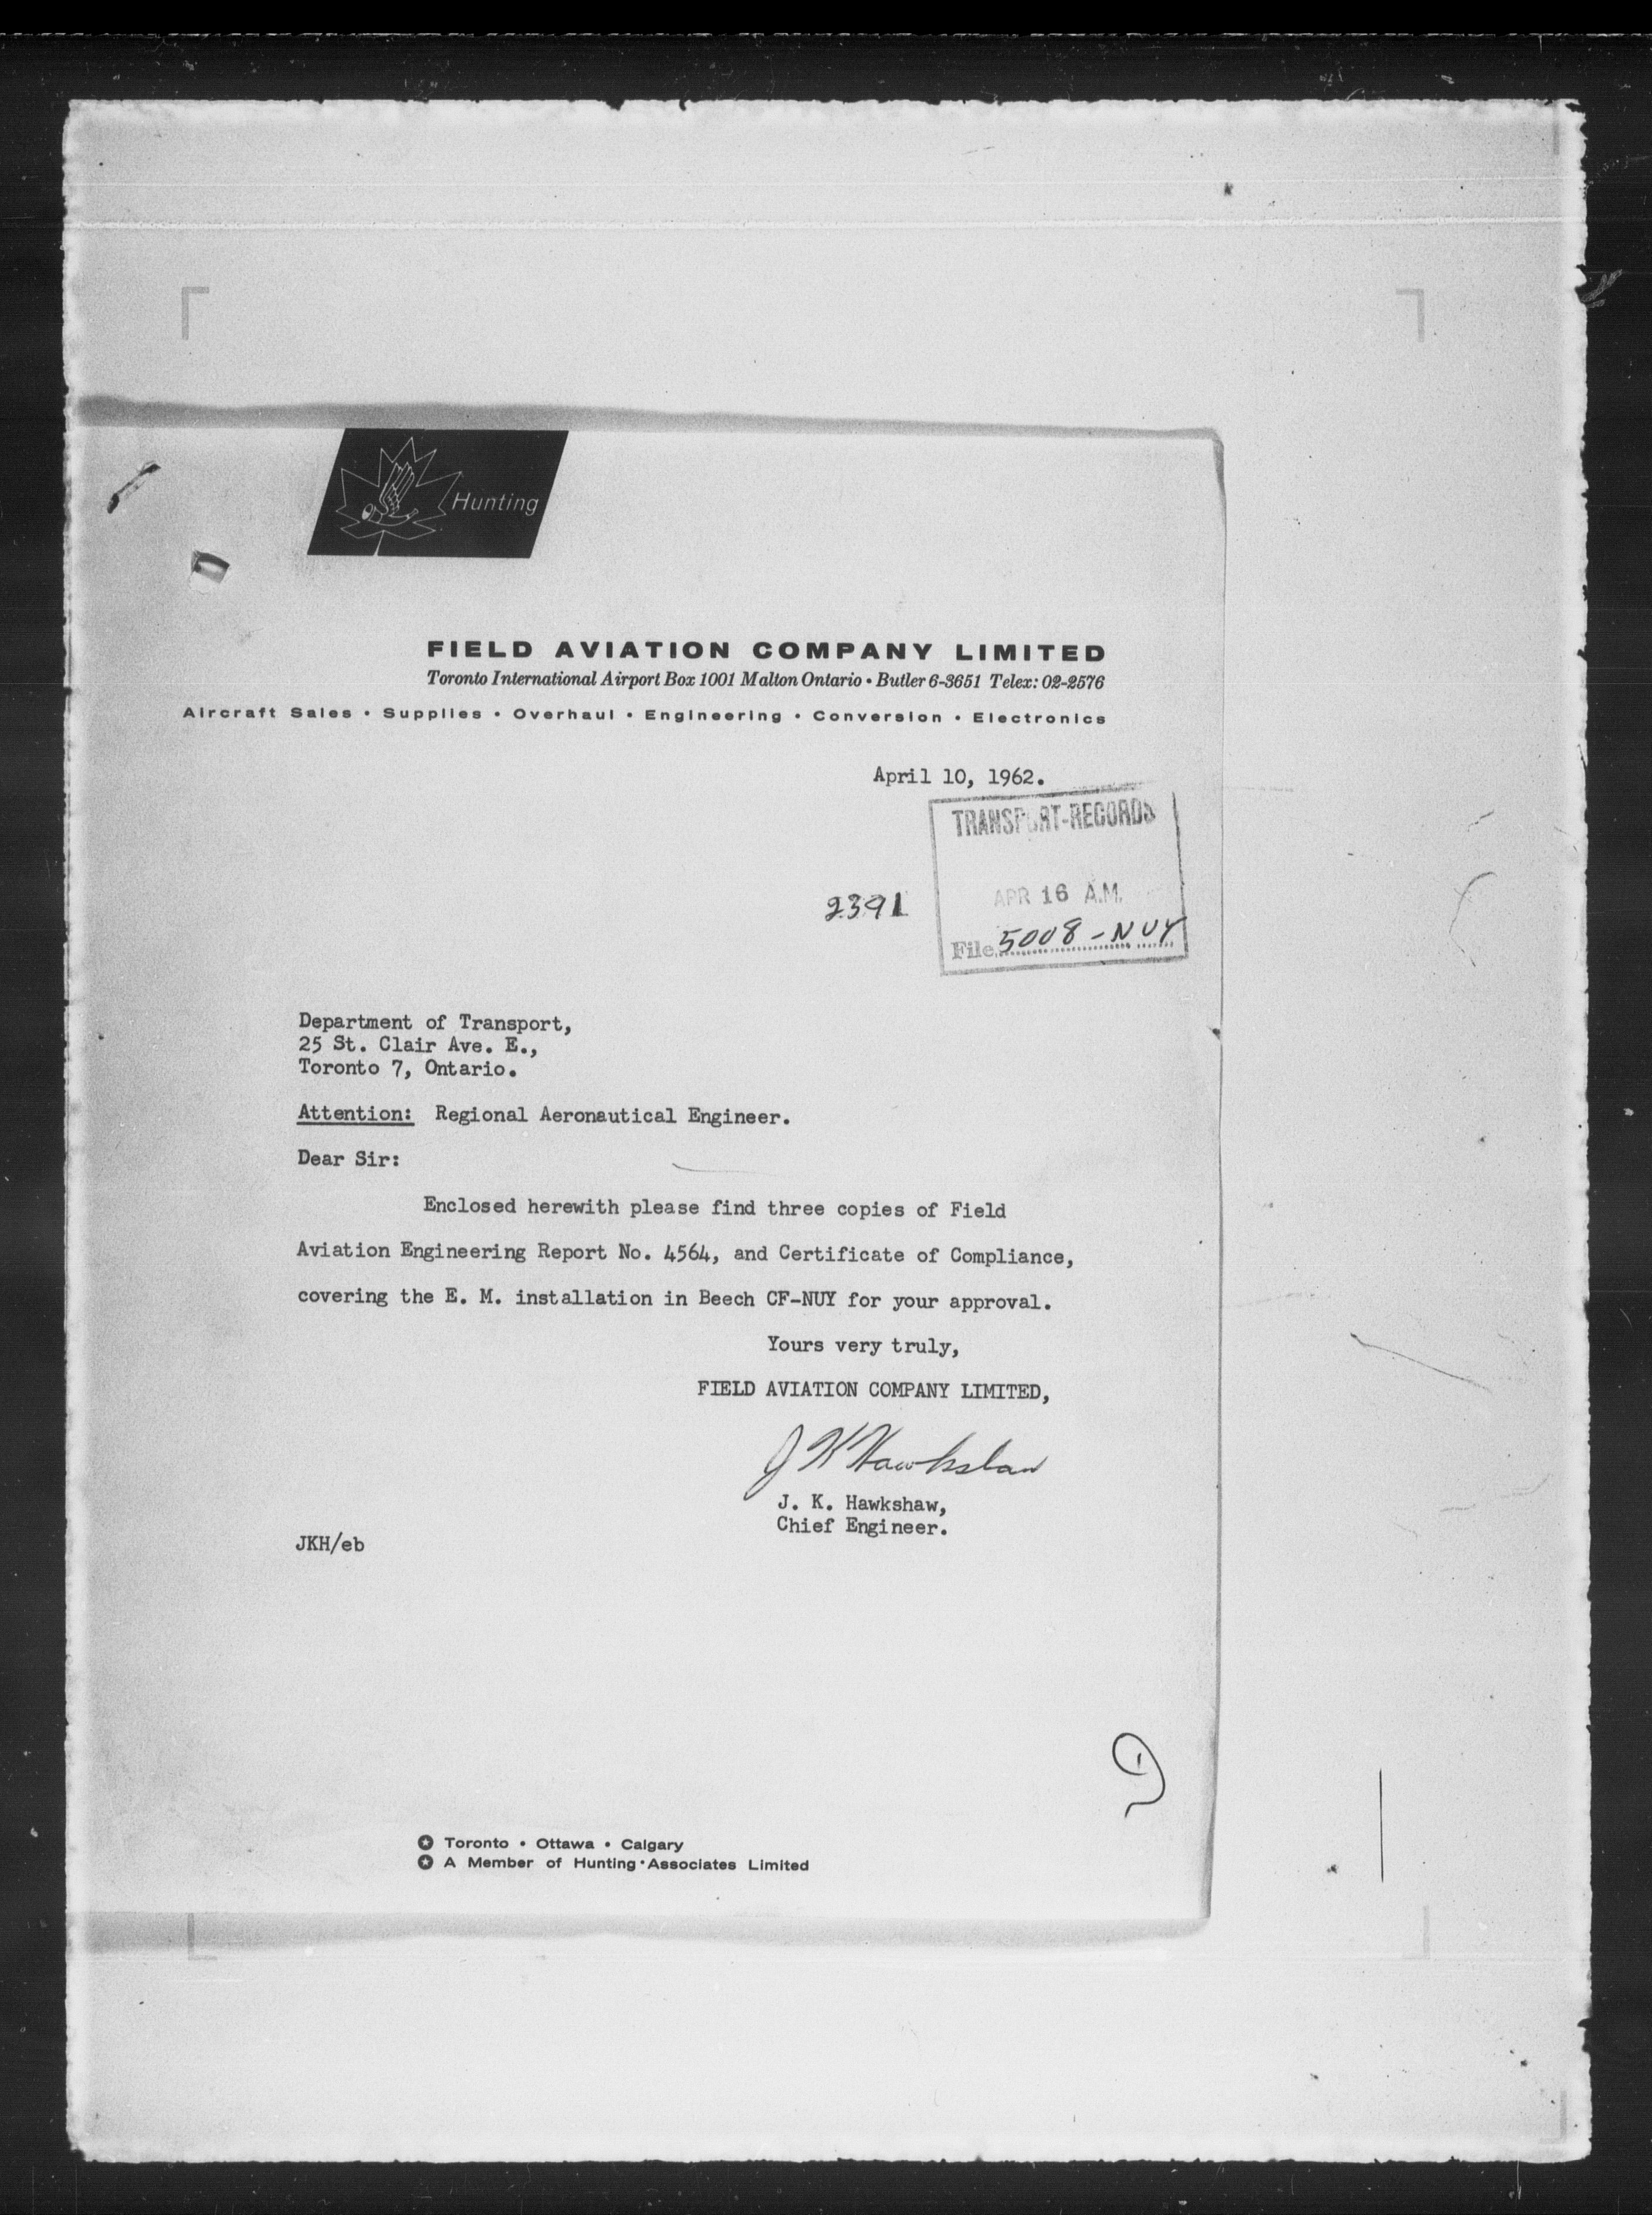 Hunting
FIELD AVIATION COMPANY LIMITED
Toronto International Airport Box 1001 Malton Ontario • Butler 6-3651 Telex: 02-2576
Aircraft Sales • Supplies • Overhaul • Engineering • Conversion • Electronics
April 10, 1962.
TRANSPORT-RECORDS
APR 16 A.M.
2391
File 5008-NUY
Department of Transport,
25 St. Clair Ave. E.,
Toronto 7, Ontario.
Attention: Regional Aeronautical Engineer.
Dear Sir:
Enclosed herewith please find three copies of Field
Aviation Engineering Report No. 4564, and Certificate of Compliance,
covering the E. M. installation in Beech CF-NUY for your approval.
Yours very truly,
FIELD AVIATION COMPANY LIMITED,
J K Hawkshaw
J. K. Hawkshaw,
Chief Engineer.
JKH/eb
Toronto • Ottawa • Calgary
A Member of Hunting • Associates Limited